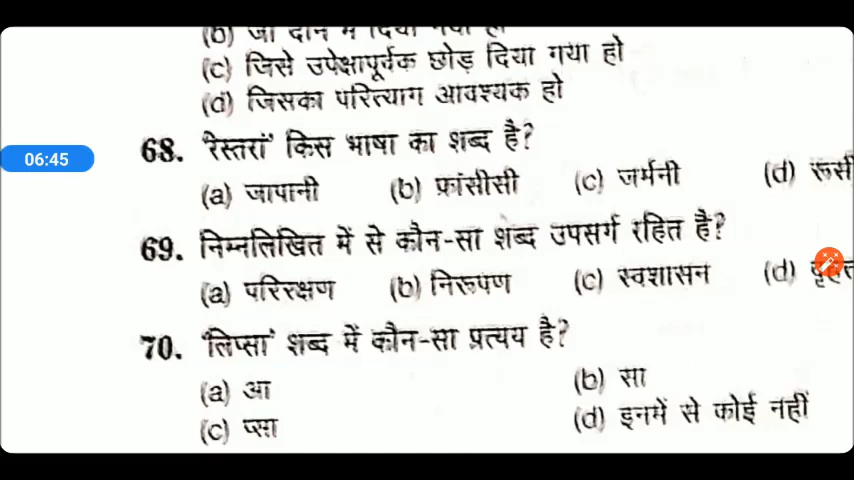 (c) जिसे उपेक्षापूर्वक छोड़ दिया गया हो
(d) जिसका परित्याग आवश्यक हो
68. 'रेस्तरां' किस भाषा का शब्द है?
06:45
(a) जापानी (b) फ्रांसीसी (c) जर्मनी (d) रूसी
69. निम्नलिखित में से कौन-सा शब्द उपसर्ग रहित है?
(a) परिरक्षण (b) निरूपण (c) स्वशासन (d)
70. 'लिप्सा' शब्द में कौन-सा प्रत्यय है?
(a) आ (b) सा
(c) प्सा (d) इनमें से कोई नहीं